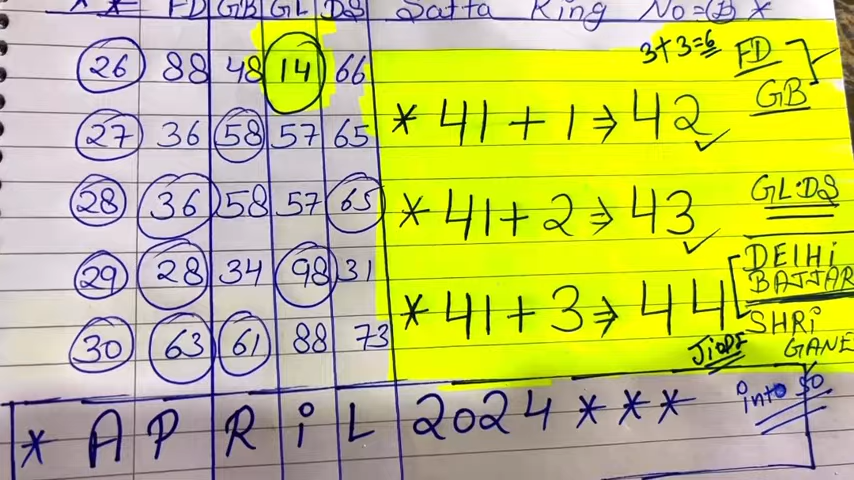 FD GB GL DS Satta King No=(B) *
26 88 48 14 66
27 36 58 57 65
28 36 58 57 65
29 28 34 98 31
30 63 61 88 73
3+3=6 FD
GB
* 41 + 1 ⇒ 42 ✓
* 41 + 2 ⇒ 43 ✓ GL·DS
* 41 + 3 ⇒ 44 DELHi
BAJJAR
SHRi
GANE
JiODI
* APRiL 2024 * * *
into 50